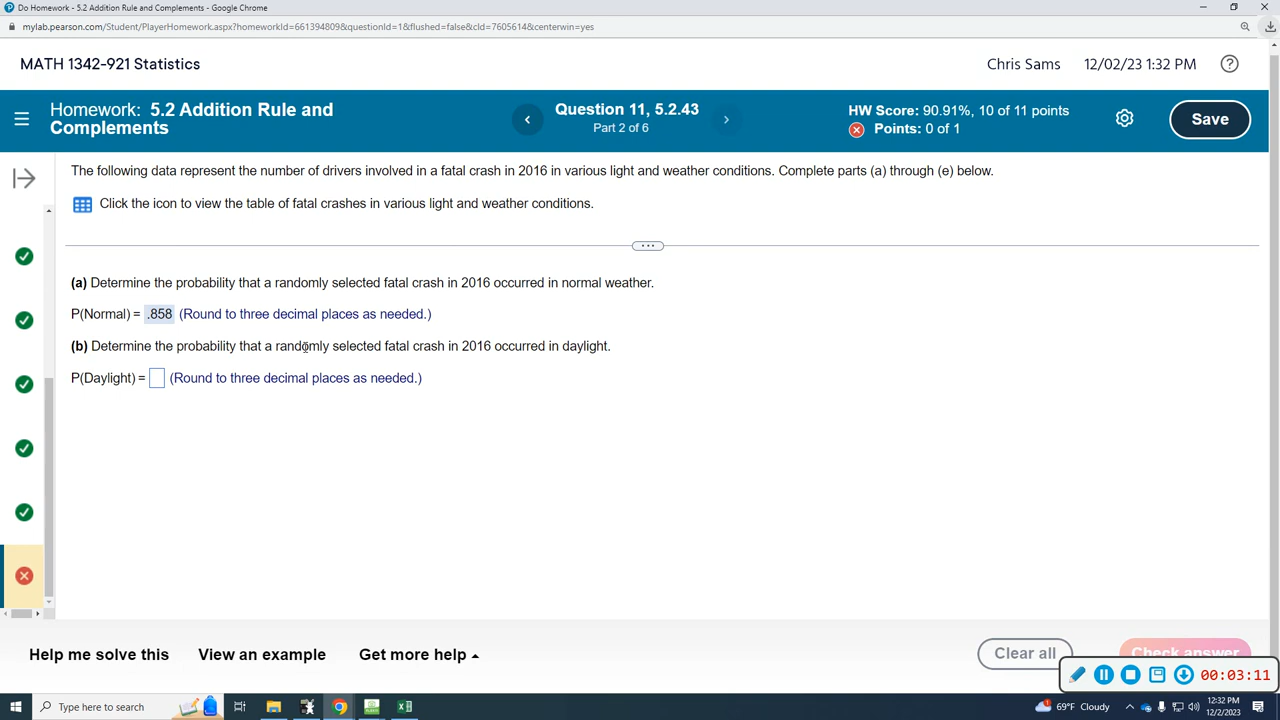 Do Homework - 5.2 Addition Rule and Complements - Google Chrome
mylab.pearson.com/Student/PlayerHomework.aspx?homeworkId=661394809&questionId=1&flushed=false&cId=7605614&centerwin=yes
MATH 1342-921 Statistics
Chris Sams 12/02/23 1:32 PM ?
Homework: 5.2 Addition Rule and Complements
Question 11, 5.2.43
Part 2 of 6
HW Score: 90.91%, 10 of 11 points
Points: 0 of 1
Save
The following data represent the number of drivers involved in a fatal crash in 2016 in various light and weather conditions. Complete parts (a) through (e) below.
Click the icon to view the table of fatal crashes in various light and weather conditions.
(a) Determine the probability that a randomly selected fatal crash in 2016 occurred in normal weather.
P(Normal) = .858 (Round to three decimal places as needed.)
(b) Determine the probability that a randomly selected fatal crash in 2016 occurred in daylight.
P(Daylight) = (Round to three decimal places as needed.)
Help me solve this View an example Get more help
Clear all Check answer
00:03:11
Type here to search
69°F Cloudy
12:32 PM
12/2/2023